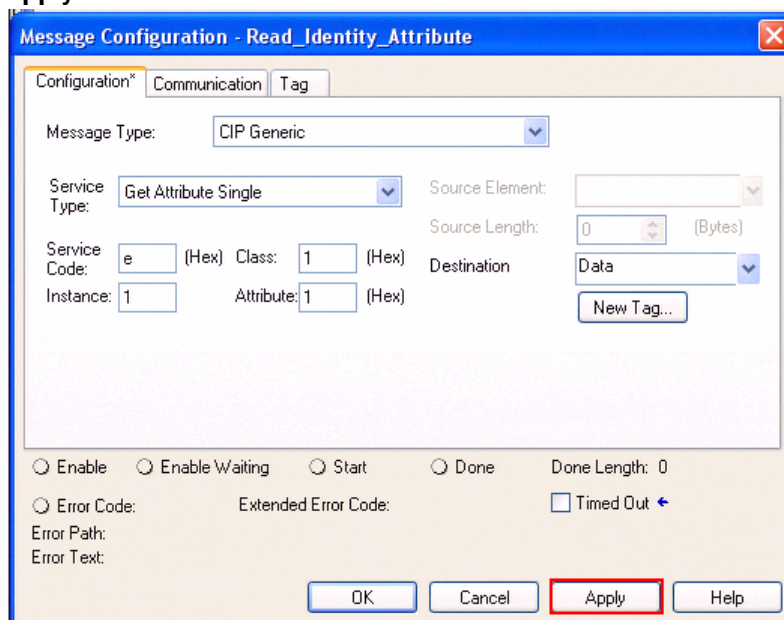 Message Configuration - Read_Identity_Attribute
Configuration* Communication Tag
Message Type: CIP Generic
Service Type: Get Attribute Single Source Element:
Source Length: 0 (Bytes)
Service Code: e (Hex) Class: 1 (Hex) Destination Data
Instance: 1 Attribute: 1 (Hex) New Tag...
Enable Enable Waiting Start Done Done Length: 0
Error Code: Extended Error Code: Timed Out
Error Path:
Error Text:
OK Cancel Apply Help